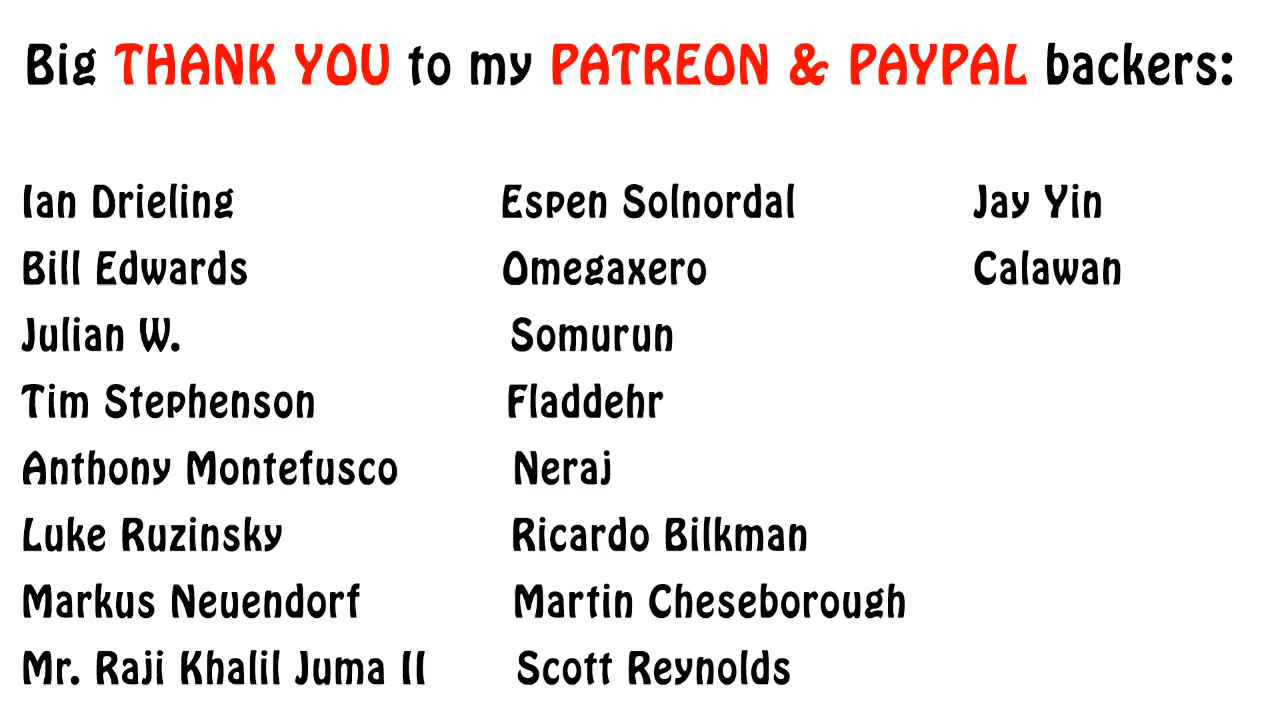 Big THANK YOU to my PATREON & PAYPAL backers:
Ian Drieling
Bill Edwards
Julian W.
Tim Stephenson
Anthony Montefusco
Luke Ruzinsky
Markus Neuendorf
Mr. Raji Khalil Juma II
Espen Solnordal
Omegaxero
Somurun
Fladdehr
Neraj
Ricardo Bilkman
Martin Cheseborough
Scott Reynolds
Jay Yin
Calawan